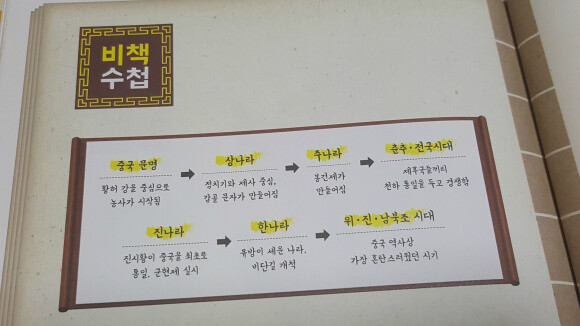 비책
수첩
중국 문명
상나라
주나라
춘추·전국시대
황허 강을 중심으로
농사가 시작됨
정치기와 제사 중심,
갑골 문자가 만들어짐
봉건제가
만들어짐
제후국들끼리
천하 통일을 두고 경쟁함
진나라
한나라
위·진·남북조 시대
진시황이 중국을 최초로
통일, 군현제 실시
유방이 세운 나라,
비단길 개척
중국 역사상
가장 혼란스러웠던 시기